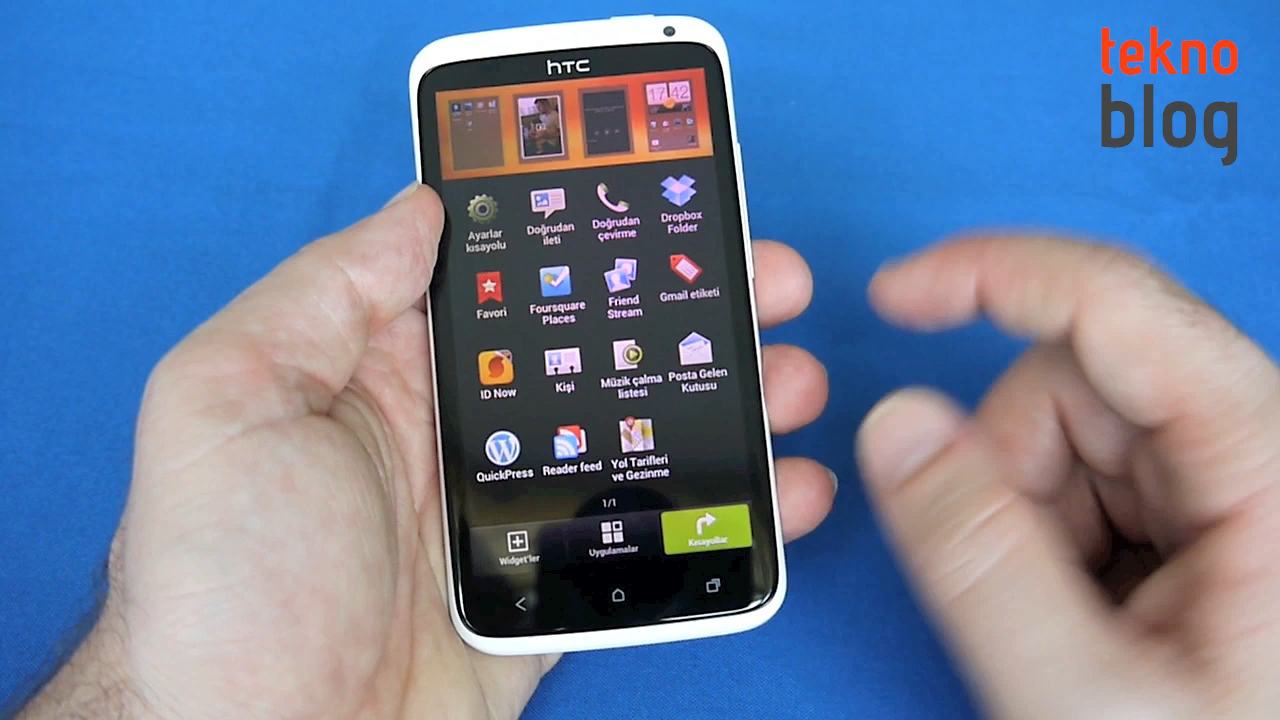 tekno
blog
hTC
17 42
Ayarlar
kısayolu
Doğrudan
ileti
Doğrudan
çevirme
Dropbox
Folder
Favori
Foursquare
Places
Friend
Stream
Gmail etiketi
ID Now
Kişi
Müzik çalma
listesi
Posta Gelen
Kutusu
QuickPress
Reader feed
Yol Tarifleri
ve Gezinme
1/1
Widget'ler
Uygulamalar
Kısayollar